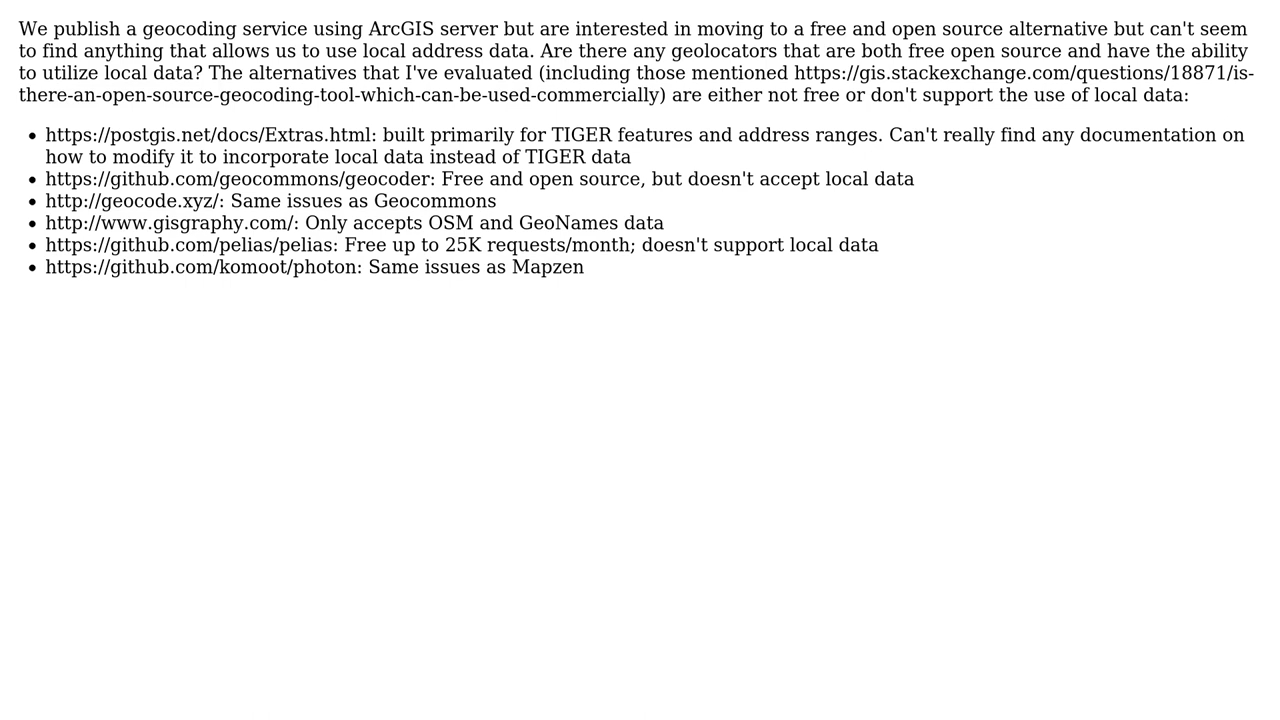 We publish a geocoding service using ArcGIS server but are interested in moving to a free and open source alternative but can't seem
to find anything that allows us to use local address data. Are there any geolocators that are both free open source and have the ability
to utilize local data? The alternatives that I've evaluated (including those mentioned https://gis.stackexchange.com/questions/18871/is-
there-an-open-source-geocoding-tool-which-can-be-used-commercially) are either not free or don't support the use of local data:
• https://postgis.net/docs/Extras.html: built primarily for TIGER features and address ranges. Can't really find any documentation on
how to modify it to incorporate local data instead of TIGER data
• https://github.com/geocommons/geocoder: Free and open source, but doesn't accept local data
• http://geocode.xyz/: Same issues as Geocommons
• http://www.gisgraphy.com/: Only accepts OSM and GeoNames data
• https://github.com/pelias/pelias: Free up to 25K requests/month; doesn't support local data
• https://github.com/komoot/photon: Same issues as Mapzen